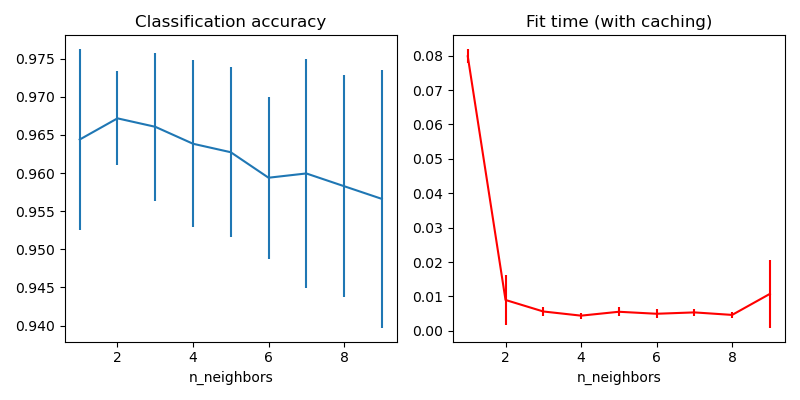 Classification accuracy
0.975
0.970
0.965
0.960
0.955
0.950
0.945
0.940
2 4 6 8
n_neighbors
Fit time (with caching)
0.08
0.07
0.06
0.05
0.04
0.03
0.02
0.01
0.00
2 4 6 8
n_neighbors